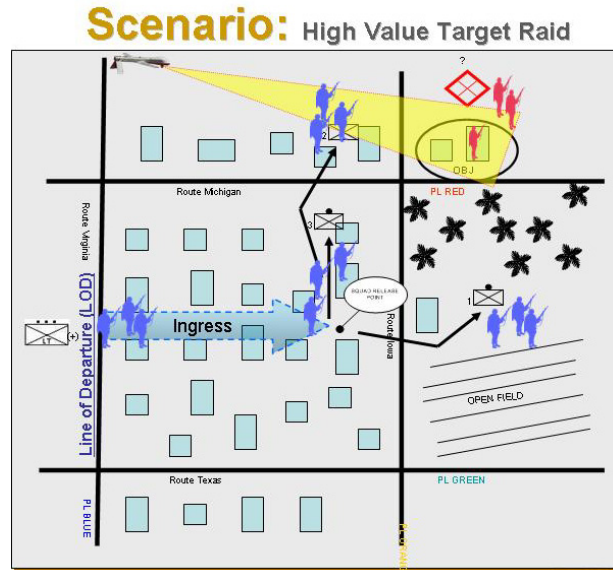 Scenario: High Value Target Raid
?
2
OBJ
Route Michigan
PL RED
Route Virginia
3
SQUAD RELEASE
POINT
1
Line of Departure (LOD)
Ingress
LT
(+)
Route Iowa
OPEN FIELD
Route Texas
PL GREEN
PL BLUE